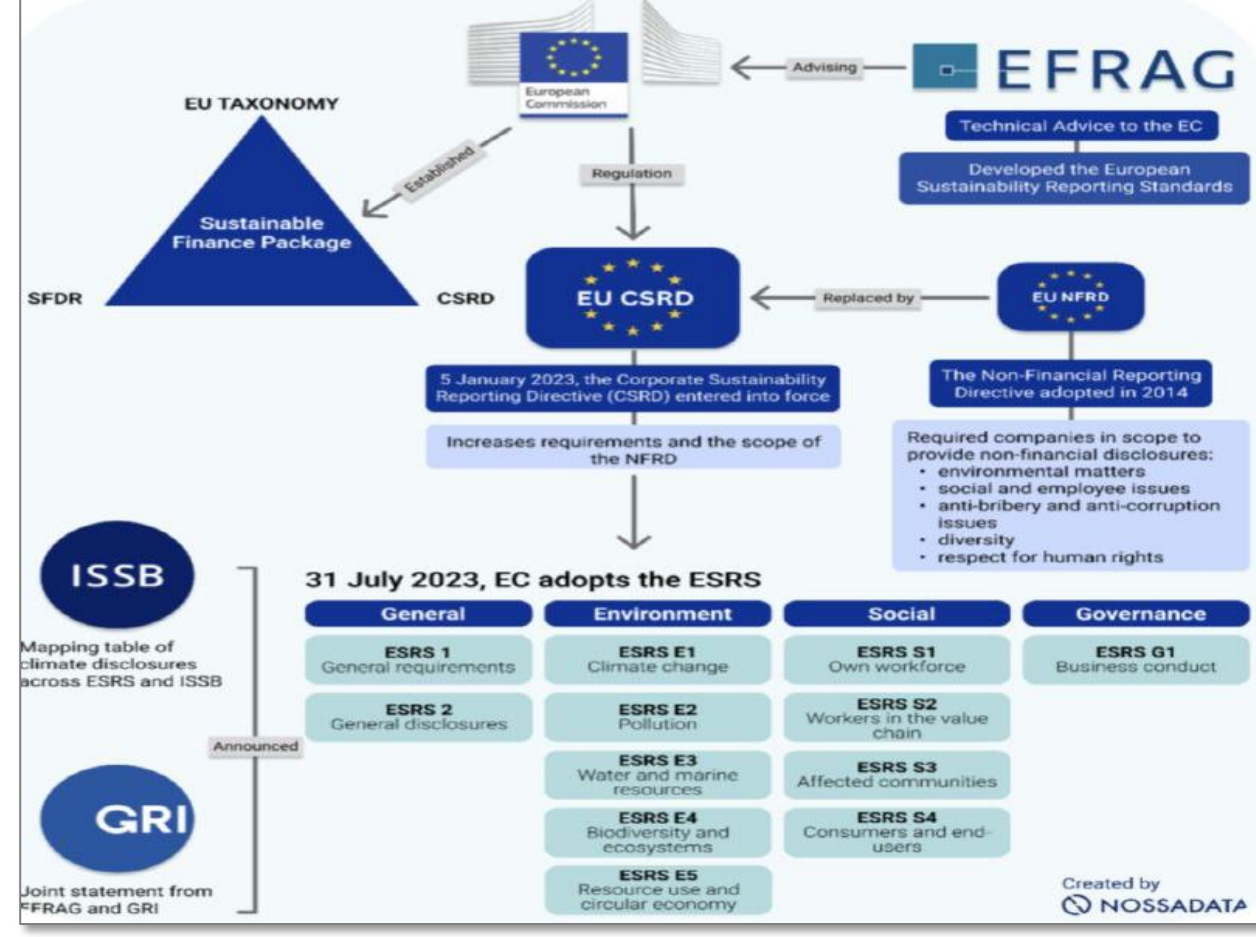 European
Commission
Advising
EFRAG
Technical Advice to the EC
Developed the European
Sustainability Reporting Standards
EU TAXONOMY
Established
Regulation
Sustainable
Finance Package
SFDR
CSRD
EU CSRD
Replaced by
EU NFRD
5 January 2023, the Corporate Sustainability
Reporting Directive (CSRD) entered into force
Increases requirements and the scope of
the NFRD
The Non-Financial Reporting
Directive adopted in 2014
Required companies in scope to
provide non-financial disclosures:
• environmental matters
• social and employee issues
• anti-bribery and anti-corruption
issues
• diversity
• respect for human rights
ISSB
Mapping table of
climate disclosures
across ESRS and ISSB
Announced
GRI
Joint statement from
EFRAG and GRI
31 July 2023, EC adopts the ESRS
General
ESRS 1
General requirements
ESRS 2
General disclosures
Environment
ESRS E1
Climate change
ESRS E2
Pollution
ESRS E3
Water and marine
resources
ESRS E4
Biodiversity and
ecosystems
ESRS E5
Resource use and
circular economy
Social
ESRS S1
Own workforce
ESRS S2
Workers in the value
chain
ESRS S3
Affected communities
ESRS S4
Consumers and end-
users
Governance
ESRS G1
Business conduct
Created by
NOSSADATA